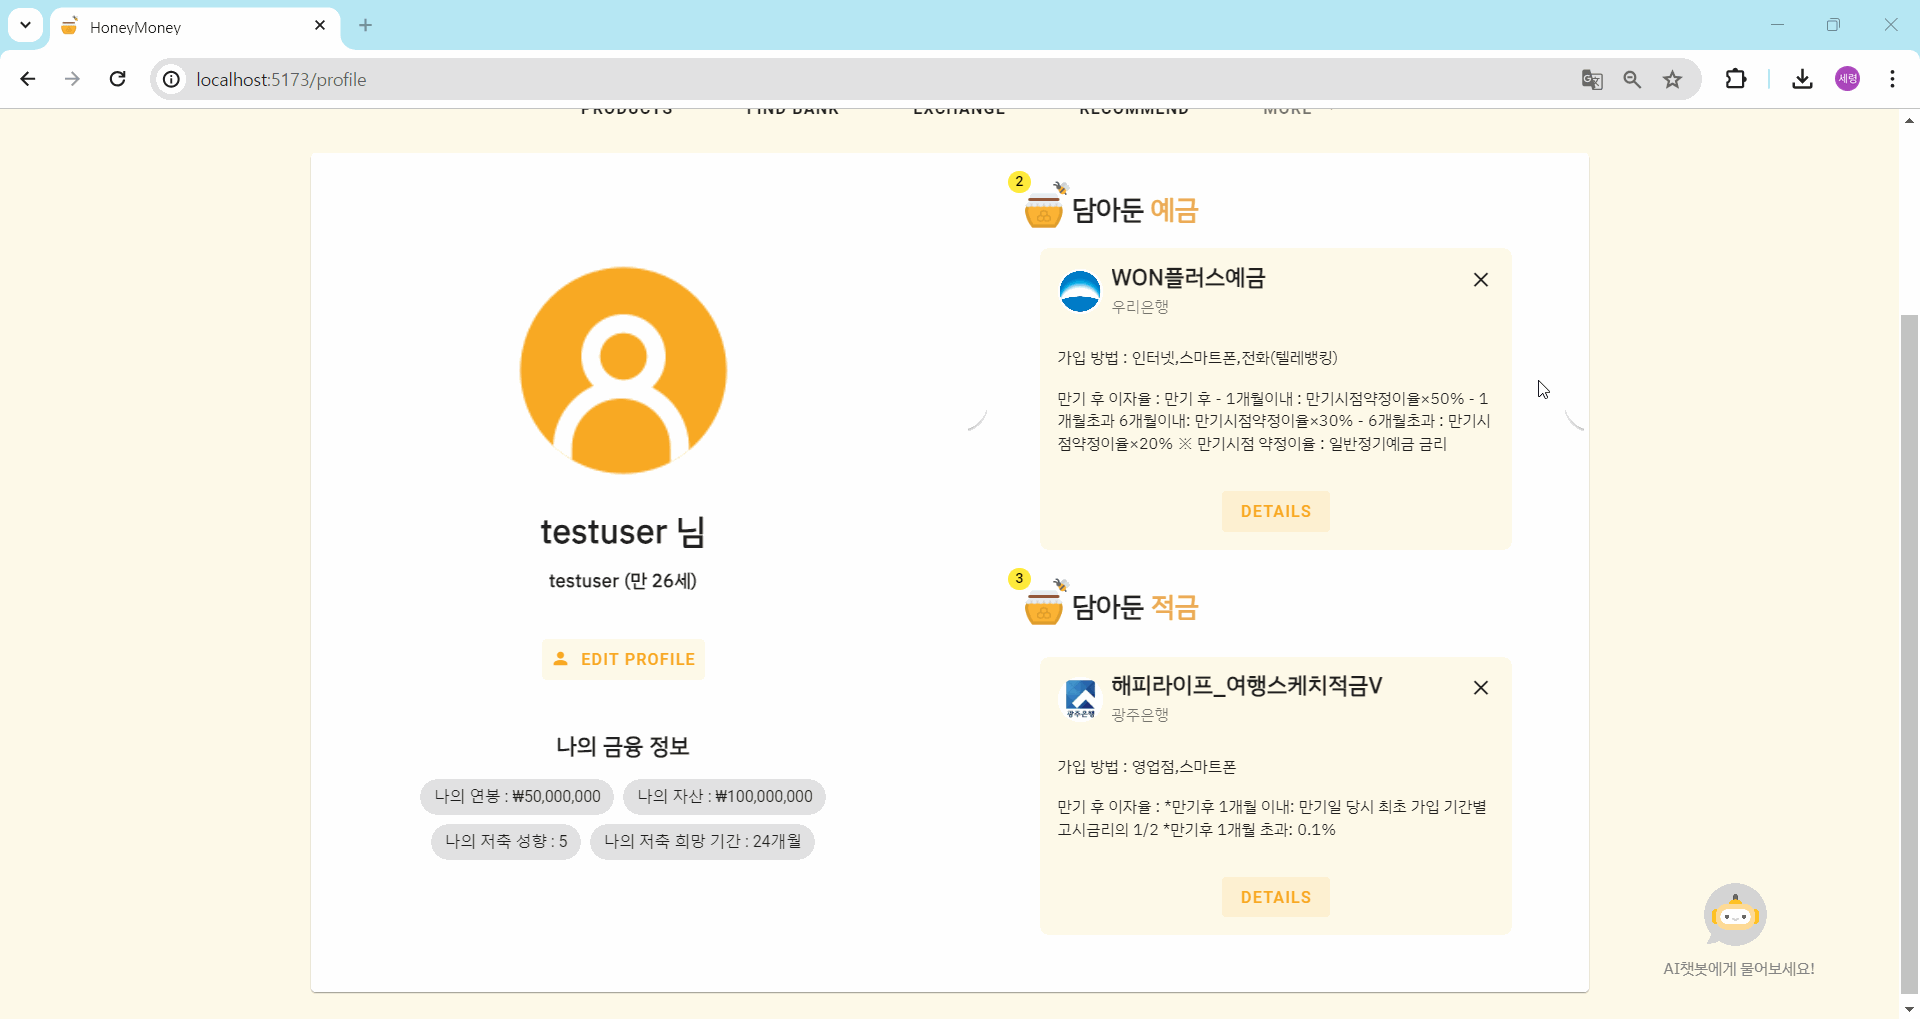 HoneyMoney
localhost:5173/profile
세령
PRODUCTS FIND BANK EXCHANGE RECOMMEND MORE
testuser 님
testuser (만 26세)
EDIT PROFILE
나의 금융 정보
나의 연봉 : ₩50,000,000 나의 자산 : ₩100,000,000
나의 저축 성향 : 5 나의 저축 희망 기간 : 24개월
2
담아둔 예금
WON플러스예금
우리은행
가입 방법 : 인터넷,스마트폰,전화(텔레뱅킹)
만기 후 이자율 : 만기 후 - 1개월이내 : 만기시점약정이율×50% - 1
개월초과 6개월이내: 만기시점약정이율×30% - 6개월초과 : 만기시
점약정이율×20% ※ 만기시점 약정이율 : 일반정기예금 금리
DETAILS
3
담아둔 적금
해피라이프_여행스케치적금V
광주은행
광주은행
가입 방법 : 영업점,스마트폰
만기 후 이자율 : *만기후 1개월 이내: 만기일 당시 최초 가입 기간별
고시금리의 1/2 *만기후 1개월 초과: 0.1%
DETAILS
AI챗봇에게 물어보세요!